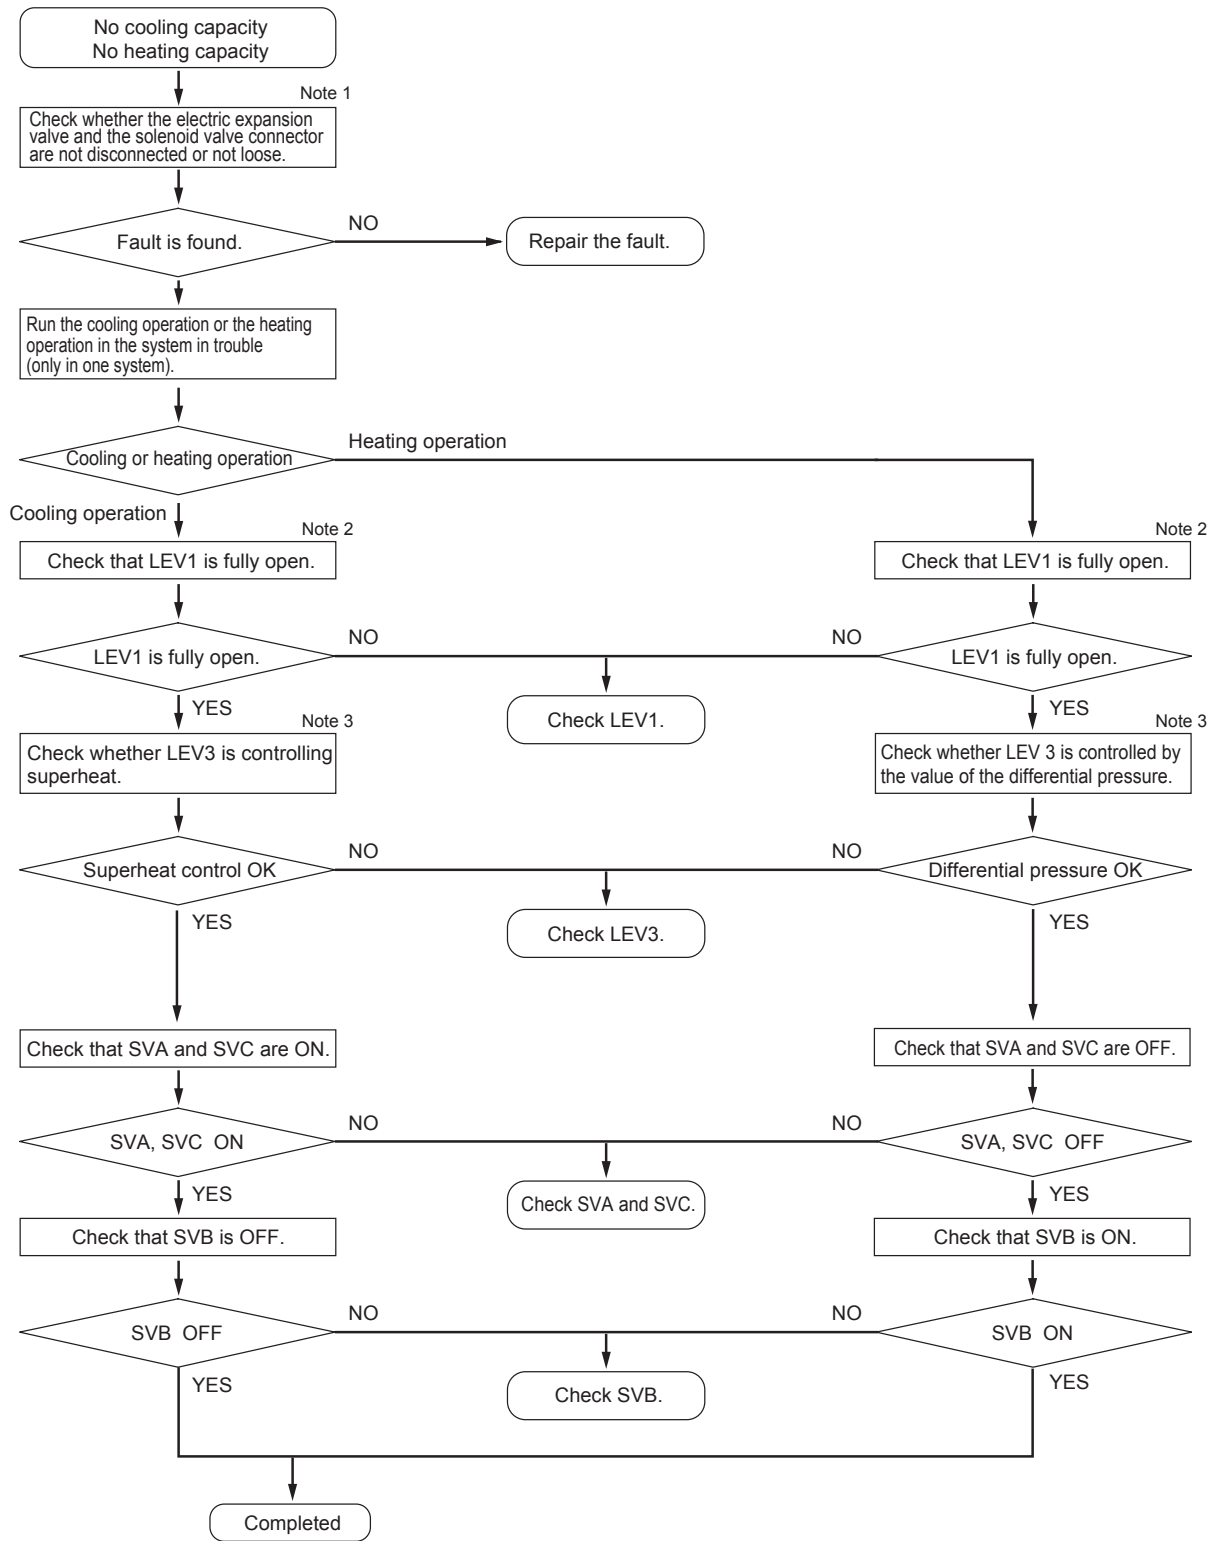 No cooling capacity
No heating capacity
Note 1
Check whether the electric expansion
valve and the solenoid valve connector
are not disconnected or not loose.
NO
Fault is found.
Repair the fault.
Run the cooling operation or the heating
operation in the system in trouble
(only in one system).
Heating operation
Cooling or heating operation
Cooling operation
Note 2
Note 2
Check that LEV1 is fully open.
Check that LEV1 is fully open.
NO
NO
LEV1 is fully open.
LEV1 is fully open.
YES
YES
Check LEV1.
Note 3
Note 3
Check whether LEV3 is controlling
superheat.
Check whether LEV 3 is controlled by
the value of the differential pressure.
NO
NO
Superheat control OK
Differential pressure OK
YES
YES
Check LEV3.
Check that SVA and SVC are ON.
Check that SVA and SVC are OFF.
NO
NO
SVA, SVC  ON
SVA, SVC  OFF
YES
YES
Check SVA and SVC.
Check that SVB is OFF.
Check that SVB is ON.
NO
NO
SVB  OFF
SVB  ON
YES
YES
Check SVB.
Completed